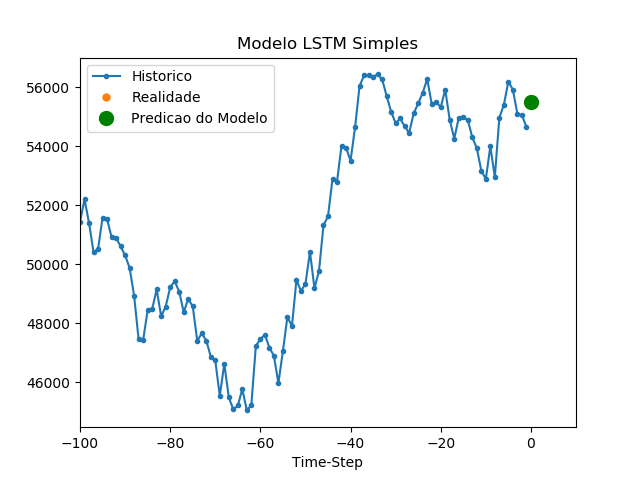 Modelo LSTM Simples
Historico
Realidade
Predicao do Modelo
56000
54000
52000
50000
48000
46000
−100
−80
−60
−40
−20
0
Time-Step